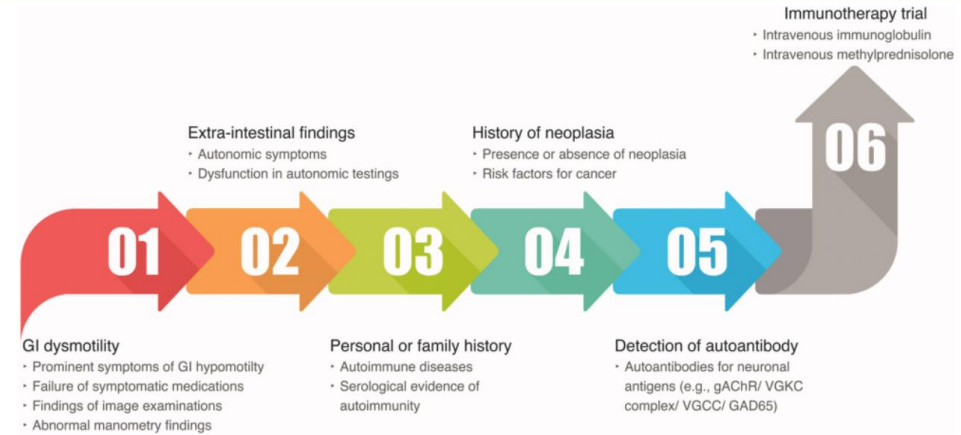 Immunotherapy trial
‣ Intravenous immunoglobulin
‣ Intravenous methylprednisolone
06
Extra-intestinal findings
‣ Autonomic symptoms
‣ Dysfunction in autonomic testings
History of neoplasia
‣ Presence or absence of neoplasia
‣ Risk factors for cancer
01
02
03
04
05
GI dysmotility
‣ Prominent symptoms of GI hypomotilty
‣ Failure of symptomatic medications
‣ Findings of image examinations
‣ Abnormal manometry findings
Personal or family history
‣ Autoimmune diseases
‣ Serological evidence of
autoimmunity
Detection of autoantibody
‣ Autoantibodies for neuronal
antigens (e.g., gAChR/ VGKC
complex/ VGCC/ GAD65)